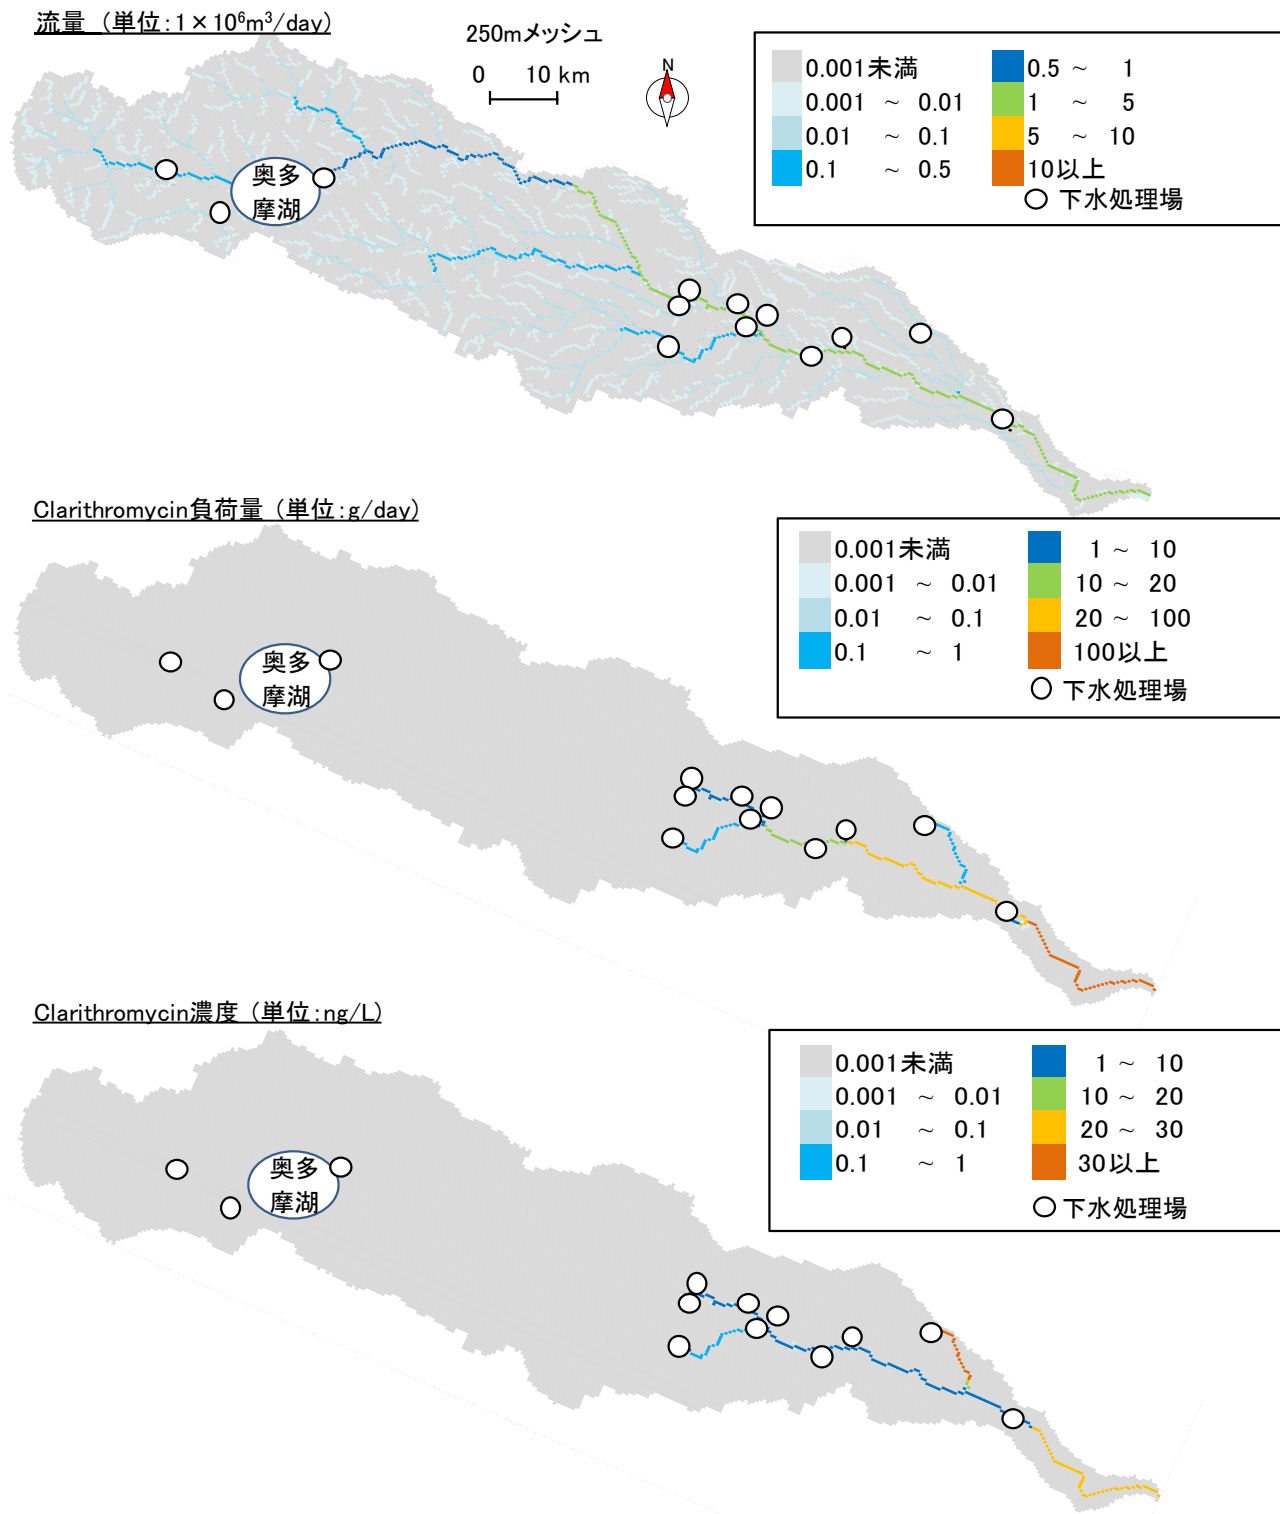 流量 (単位:1×10⁶m³/day)
250mメッシュ
0 10 km
N
0.001未満
0.001 ~ 0.01
0.01 ~ 0.1
0.1 ~ 0.5
0.5 ~ 1
1 ~ 5
5 ~ 10
10以上
下水処理場
奥多
摩湖
Clarithromycin負荷量 (単位:g/day)
0.001未満
0.001 ~ 0.01
0.01 ~ 0.1
0.1 ~ 1
1 ~ 10
10 ~ 20
20 ~ 100
100以上
下水処理場
奥多
摩湖
Clarithromycin濃度 (単位:ng/L)
0.001未満
0.001 ~ 0.01
0.01 ~ 0.1
0.1 ~ 1
1 ~ 10
10 ~ 20
20 ~ 30
30以上
下水処理場
奥多
摩湖